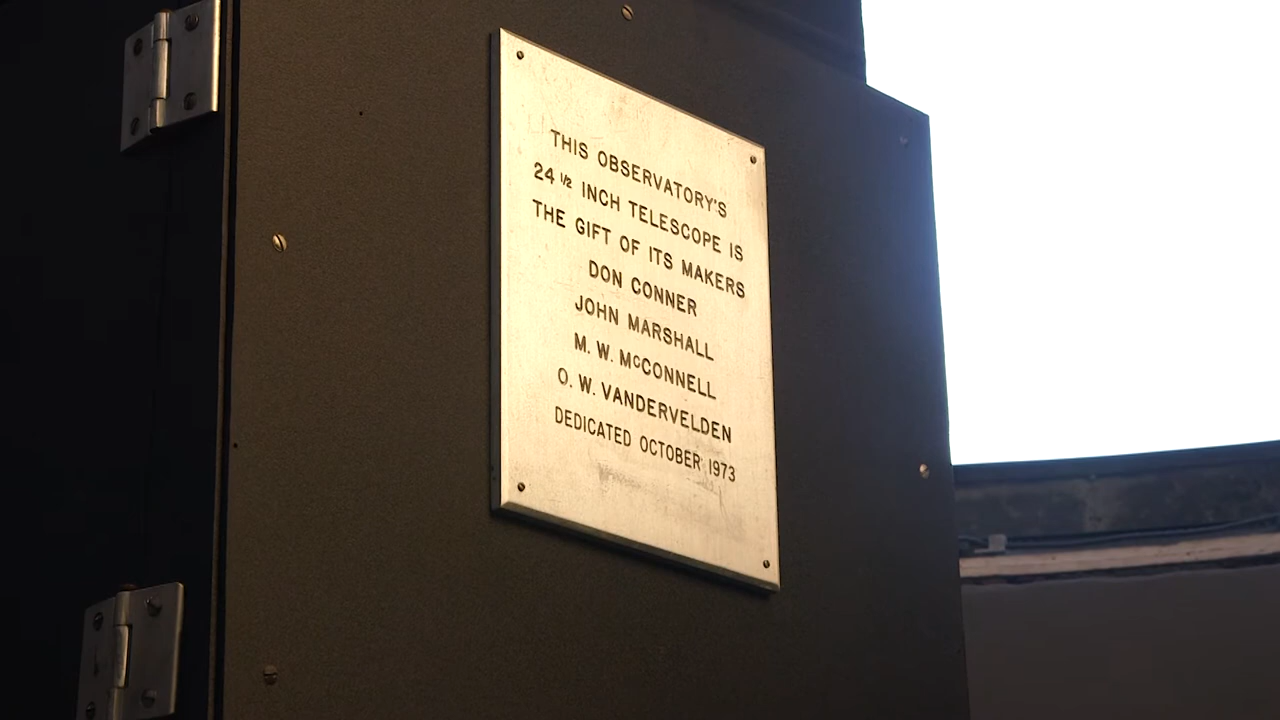 THIS OBSERVATORY'S
24 1/2 INCH TELESCOPE IS
THE GIFT OF ITS MAKERS
DON CONNER
JOHN MARSHALL
M. W. McCONNELL
O. W. VANDERVELDEN
DEDICATED OCTOBER 1973